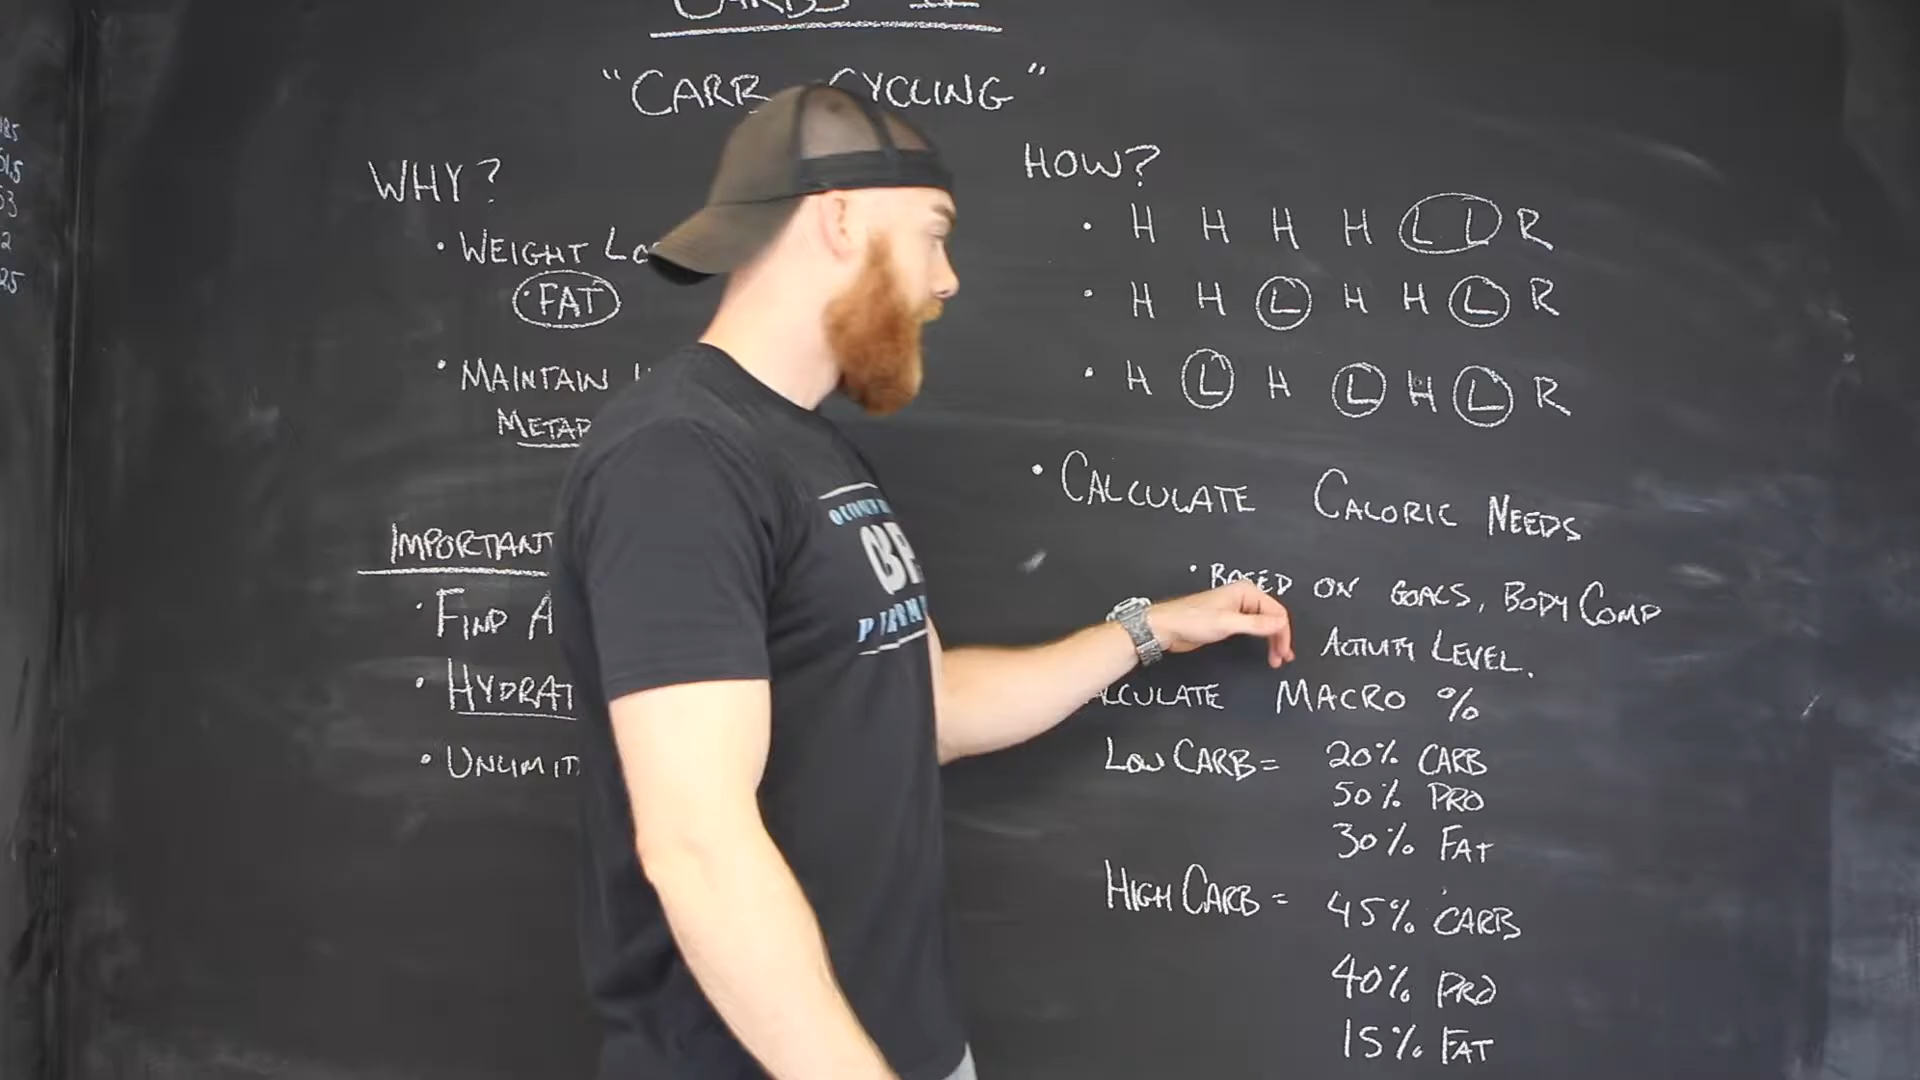 CARBS II
"CARB CYCLING"
WHY?
• WEIGHT
• FAT
• MAINTAIN
IMPORTANT
• FIND A
• HYDRAT
• UNLIMIT
HOW?
• H H H H L L R
• H H L H H L R
• H L H L H L R
• CALCULATE CALORIC NEEDS
• BASED ON GOALS, BODY COMP
ACTIVITY LEVEL.
MACRO %
LOW CARB = 20% CARB
50% PRO
30% FAT
HIGH CARB = 45% CARB
40% PRO
15% FAT